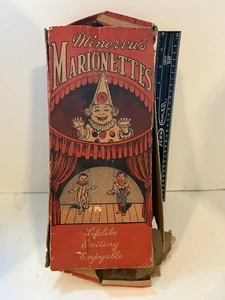 Minerva's
MARIONETTES
Lifelike
Exciting
Enjoyable